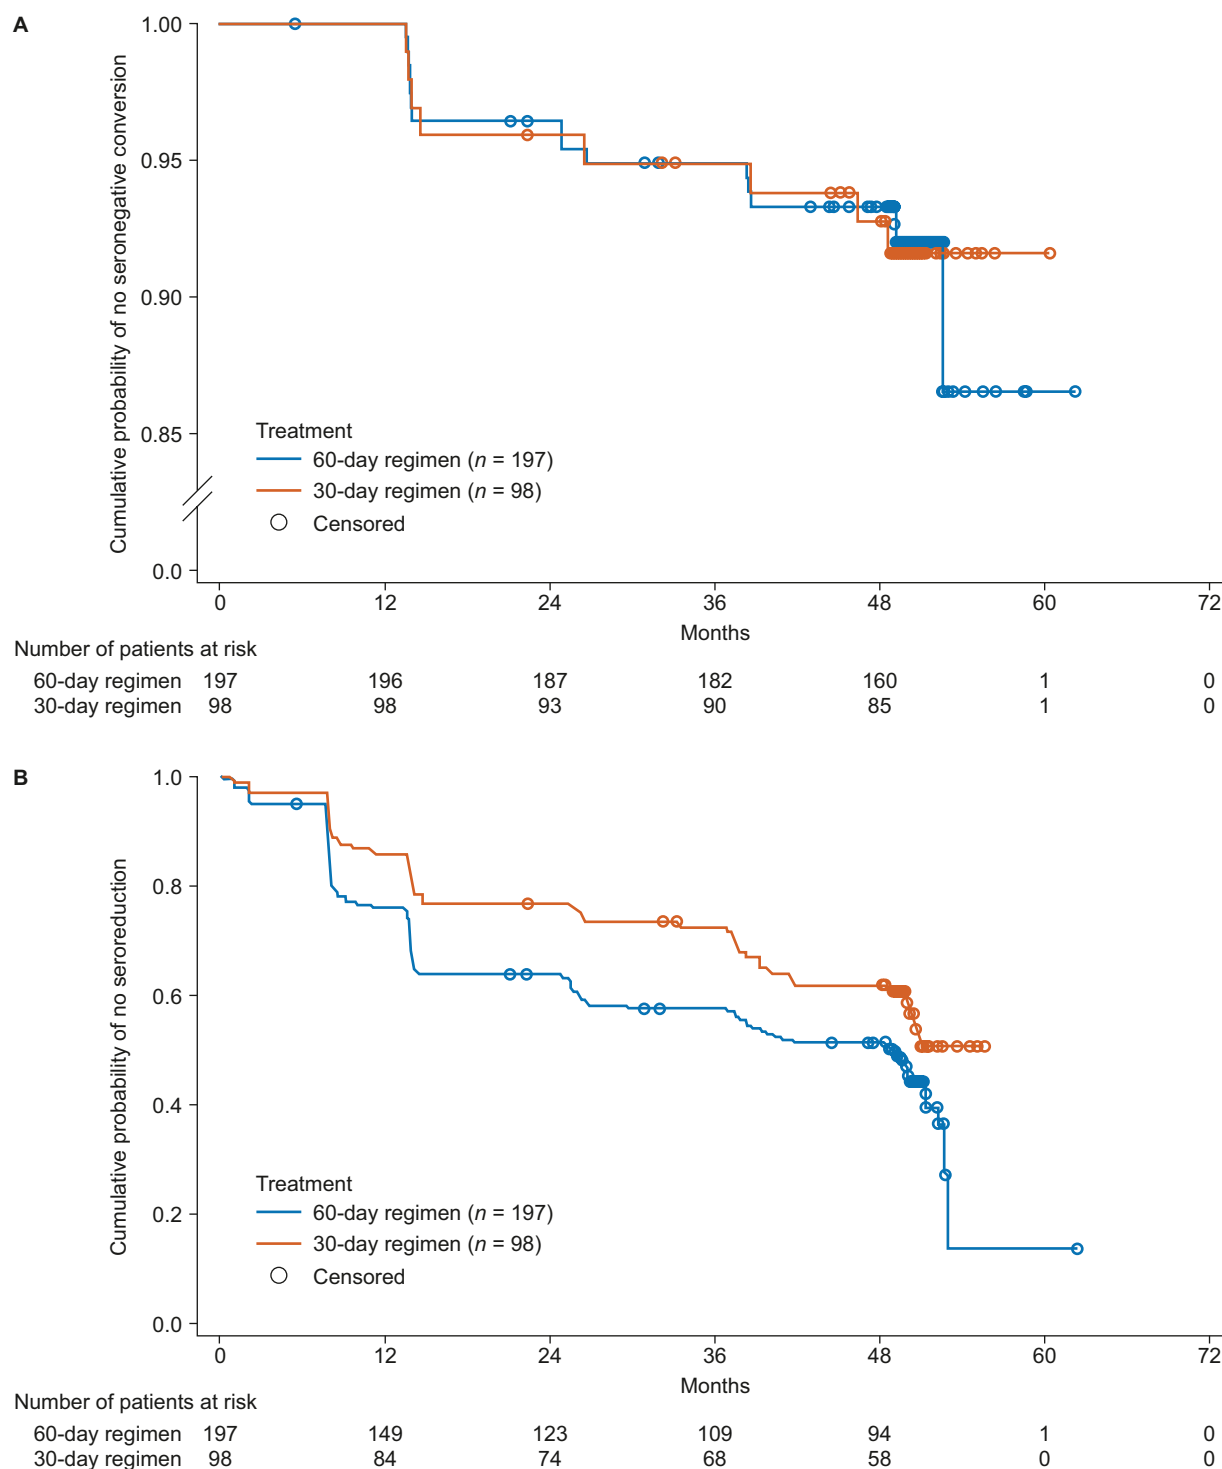 A
Cumulative probability of no seronegative conversion
1.00
0.95
0.90
0.85
0.0
Treatment
60-day regimen (n = 197)
30-day regimen (n = 98)
Censored
0 12 24 36 48 60 72
Months
Number of patients at risk
60-day regimen 197 196 187 182 160 1 0
30-day regimen 98 98 93 90 85 1 0
B
Cumulative probability of no seroreduction
1.0
0.8
0.6
0.4
0.2
0.0
Treatment
60-day regimen (n = 197)
30-day regimen (n = 98)
Censored
0 12 24 36 48 60 72
Months
Number of patients at risk
60-day regimen 197 149 123 109 94 1 0
30-day regimen 98 84 74 68 58 0 0